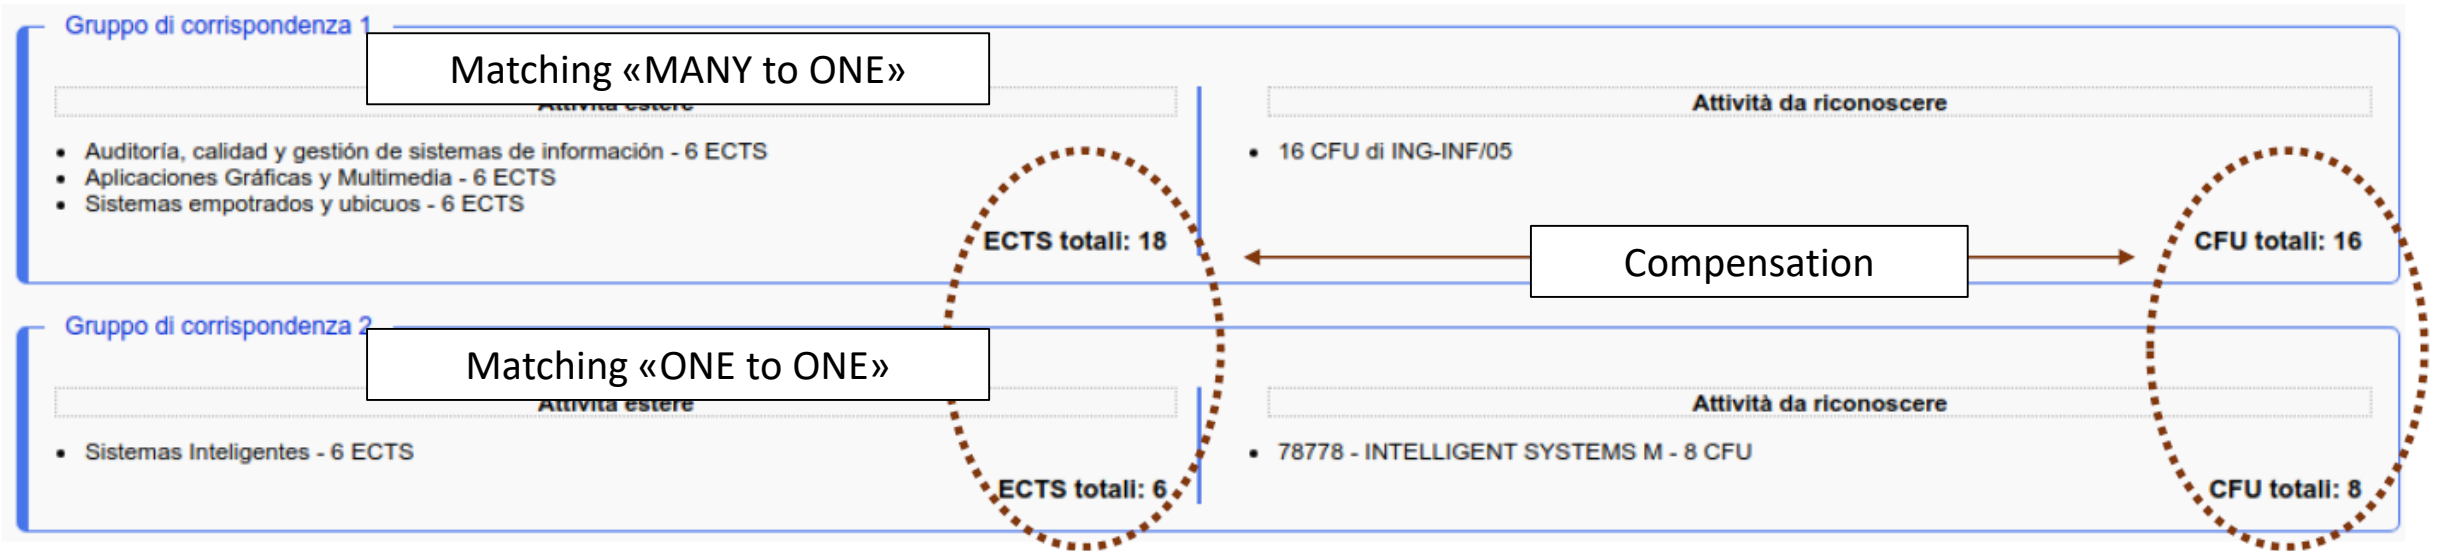 Gruppo di corrispondenza 1
Matching «MANY to ONE»
Attività estere
Attività da riconoscere
• Auditoría, calidad y gestión de sistemas de información - 6 ECTS
• Aplicaciones Gráficas y Multimedia - 6 ECTS
• Sistemas empotrados y ubicuos - 6 ECTS
• 16 CFU di ING-INF/05
ECTS totali: 18
Compensation
CFU totali: 16
Gruppo di corrispondenza 2
Matching «ONE to ONE»
Attività estere
Attività da riconoscere
• Sistemas Inteligentes - 6 ECTS
• 78778 - INTELLIGENT SYSTEMS M - 8 CFU
ECTS totali: 6
CFU totali: 8